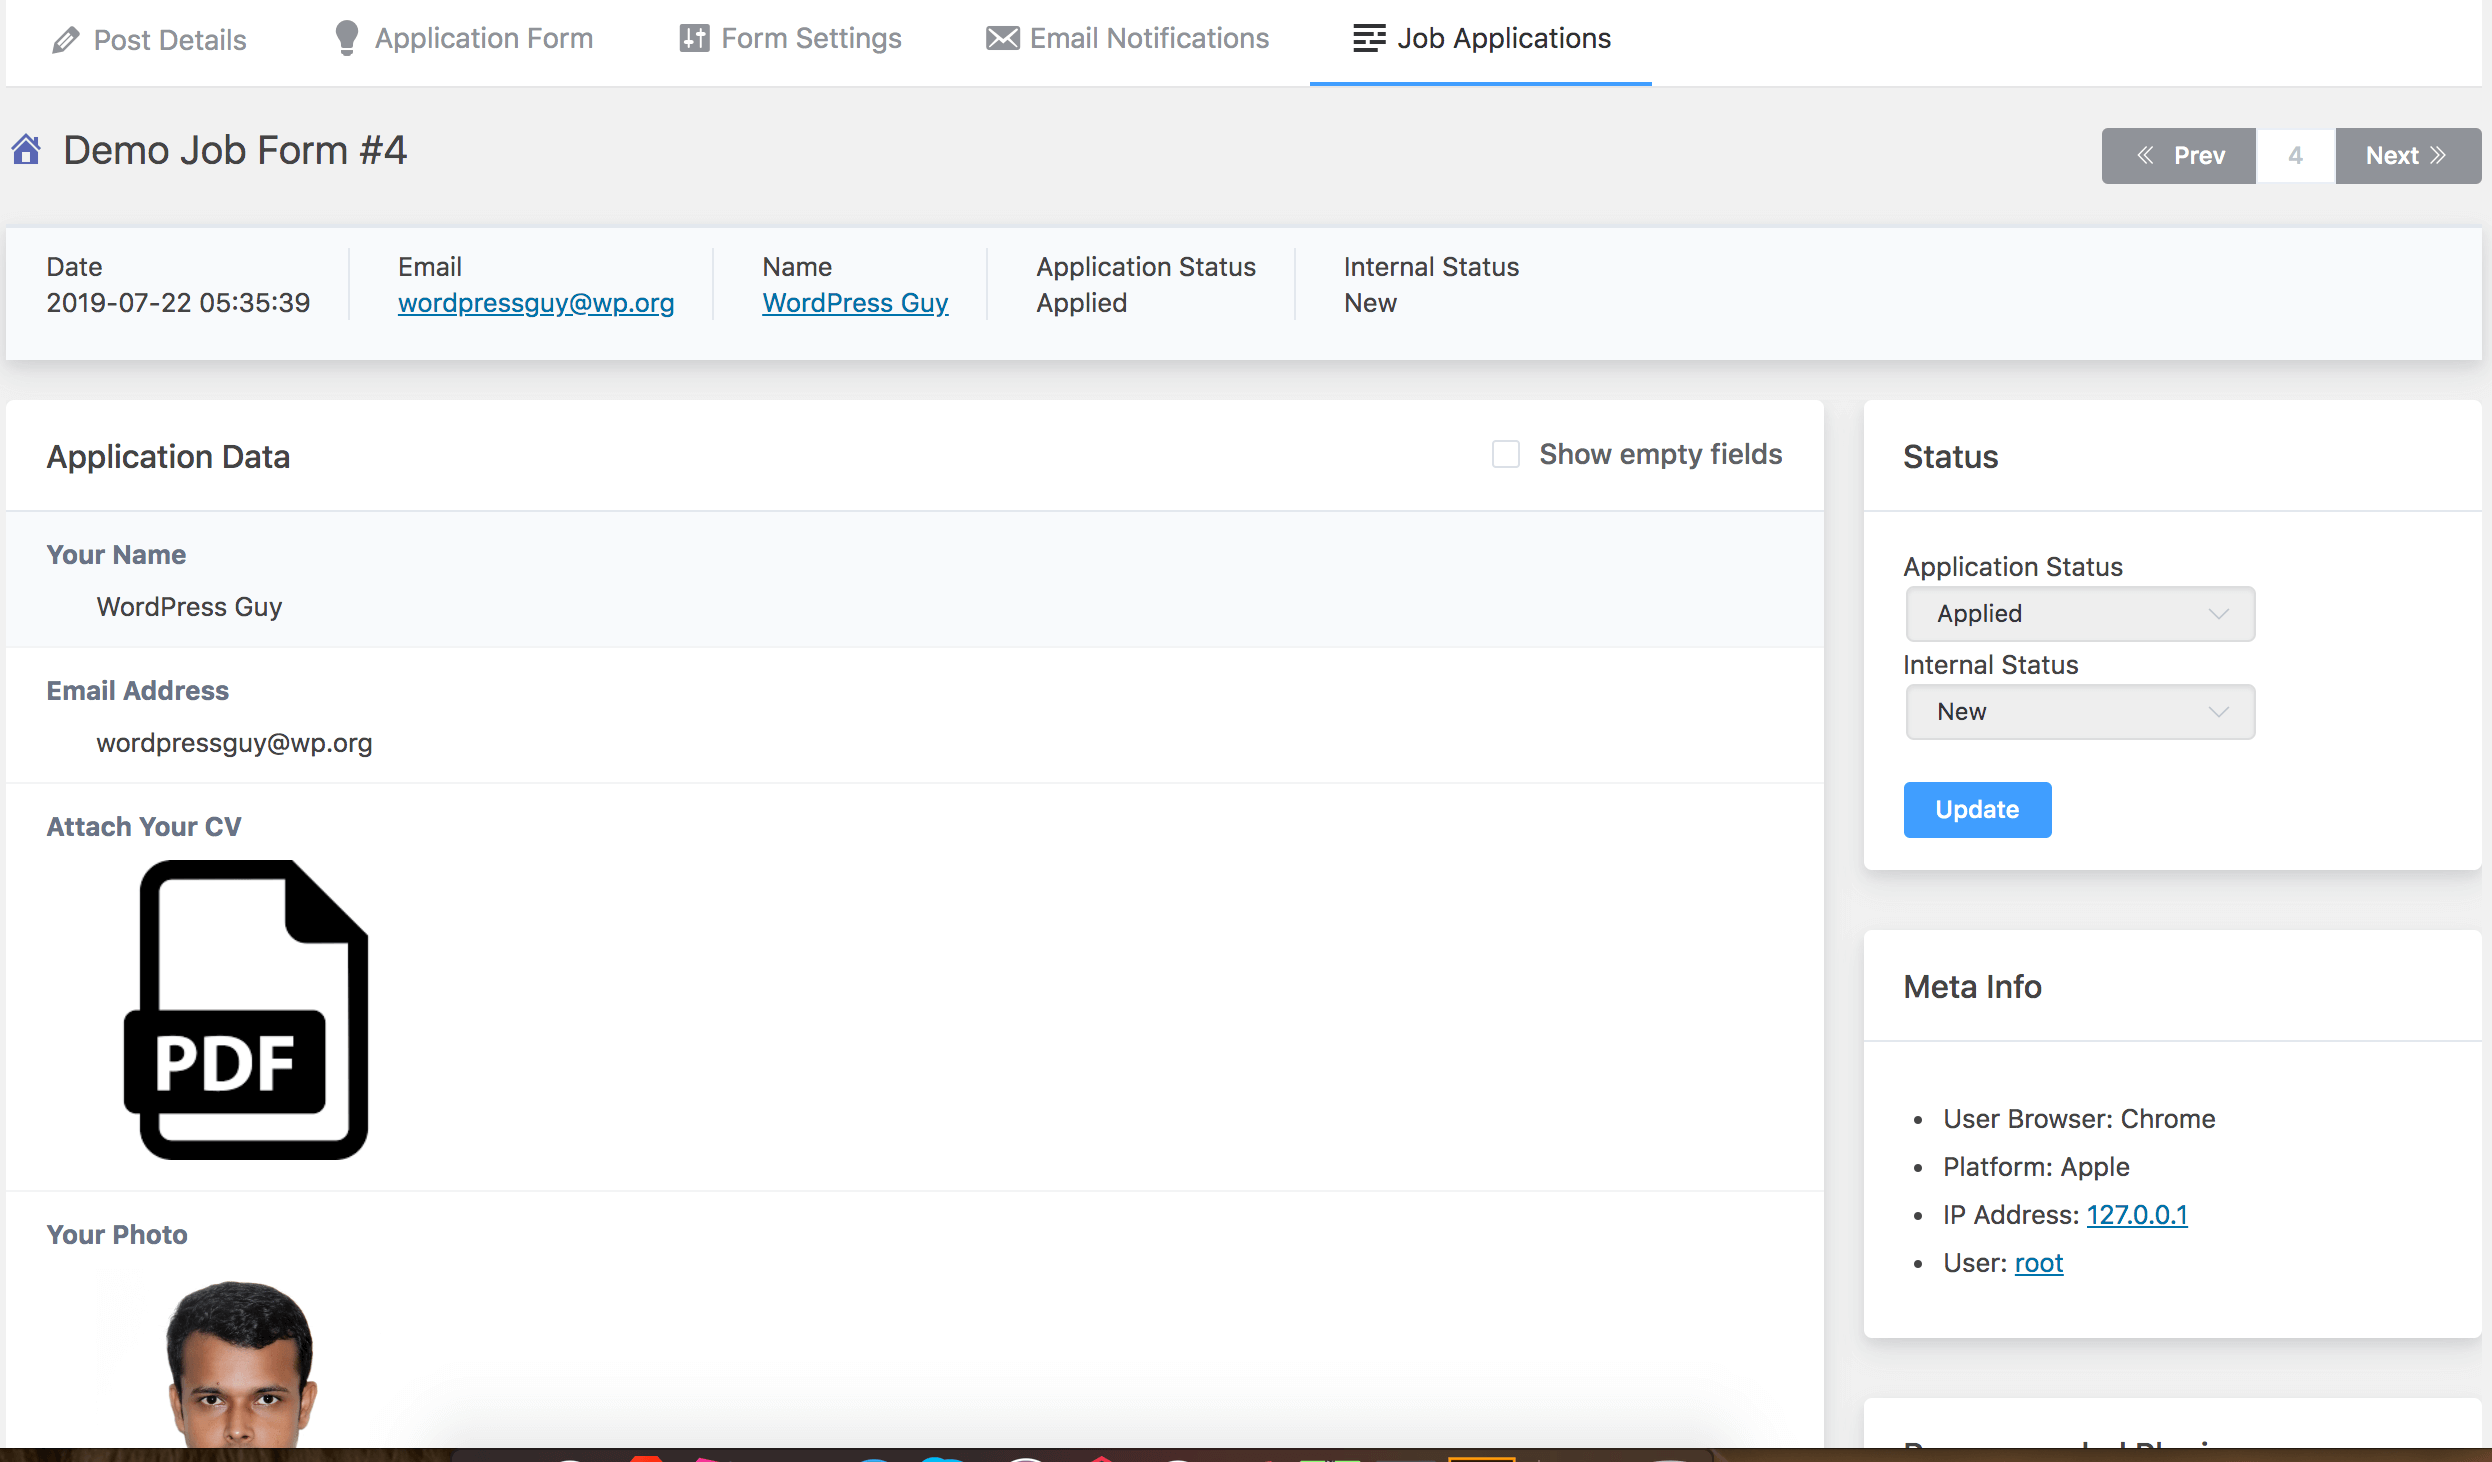 Post Details
Application Form
Form Settings
Email Notifications
Job Applications
Demo Job Form #4
Prev
4
Next
Date
2019-07-22 05:35:39
Email
wordpressguy@wp.org
Name
WordPress Guy
Application Status
Applied
Internal Status
New
Application Data
Show empty fields
Your Name
WordPress Guy
Email Address
wordpressguy@wp.org
Attach Your CV
PDF
Your Photo
Status
Application Status
Applied
Internal Status
New
Update
Meta Info
User Browser: Chrome
Platform: Apple
IP Address: 127.0.0.1
User: root